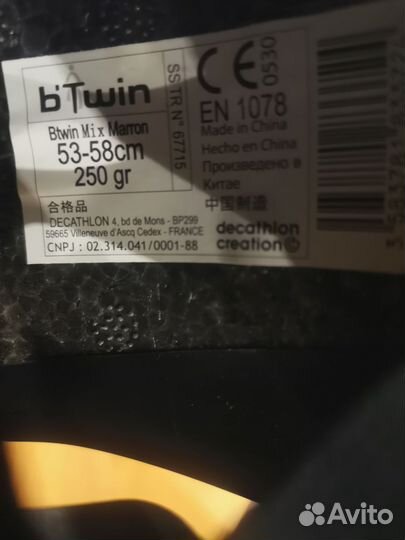 b'Twin
Btwin Mix Marron
53-58cm
250 gr
合格品
DECATHLON 4, bd de Mons - BP299
59665 Villeneuve d'Ascq Cedex - FRANCE
CNPJ : 02.314.041/0001-88
SS TR N° 67715
CE 0530
EN 1078
Made in China
Hecho en China
Произведено в
Китае
中国制造
decathlon
creation
Avito